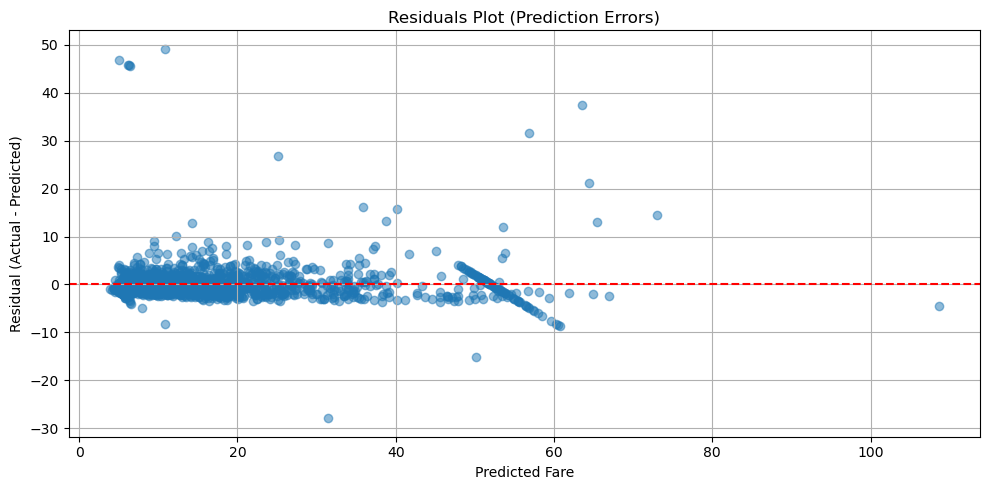 Residuals Plot (Prediction Errors)
Residual (Actual - Predicted)
50
40
30
20
10
0
−10
−20
−30
0 20 40 60 80 100
Predicted Fare